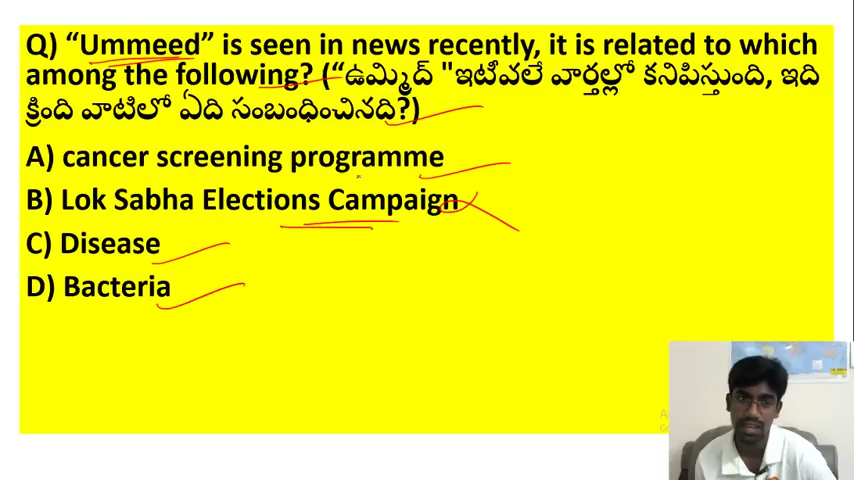 Q) “Ummeed” is seen in news recently, it is related to which
among the following? (“ఉమ్మిద్ "ఇటీవలే వార్తల్లో కనిపిస్తుంది, ఇది
క్రింది వాటిలో ఏది సంబంధించినది?)
A) cancer screening programme
B) Lok Sabha Elections Campaign
C) Disease
D) Bacteria